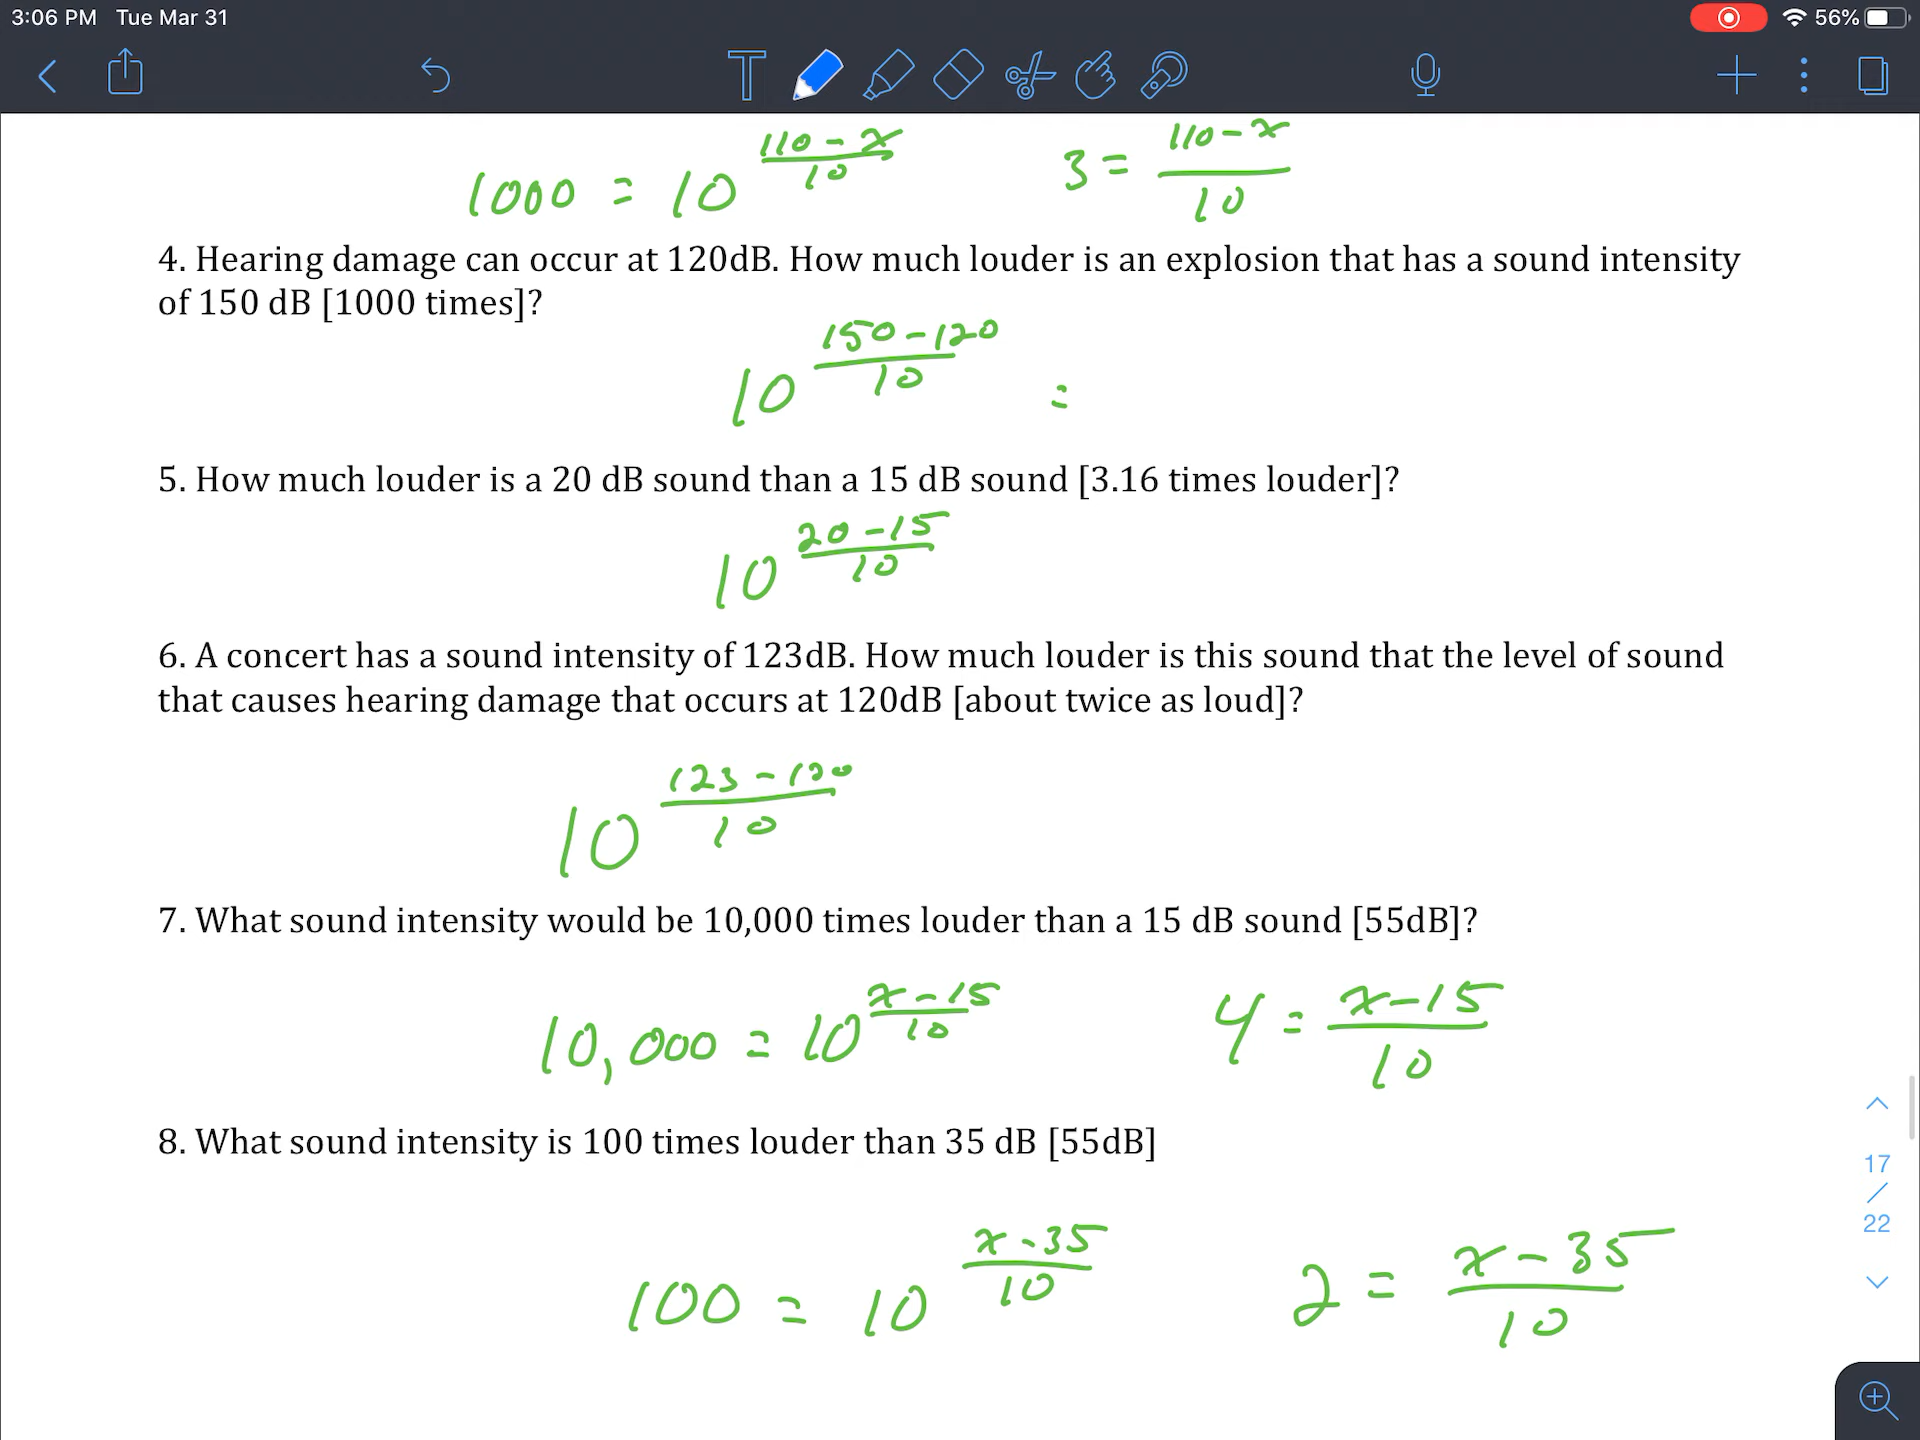 3:06 PM Tue Mar 31 56%
1000 = 10^((110 - x)/10) 3 = (110 - x)/10
4. Hearing damage can occur at 120dB. How much louder is an explosion that has a sound intensity
of 150 dB [1000 times]?
10^((150 - 120)/10) =
5. How much louder is a 20 dB sound than a 15 dB sound [3.16 times louder]?
10^((20 - 15)/10)
6. A concert has a sound intensity of 123dB. How much louder is this sound that the level of sound
that causes hearing damage that occurs at 120dB [about twice as loud]?
10^((123 - 120)/10)
7. What sound intensity would be 10,000 times louder than a 15 dB sound [55dB]?
10,000 = 10^((x - 15)/10) 4 = (x - 15)/10
8. What sound intensity is 100 times louder than 35 dB [55dB]
100 = 10^((x - 35)/10) 2 = (x - 35)/10
17
/
22